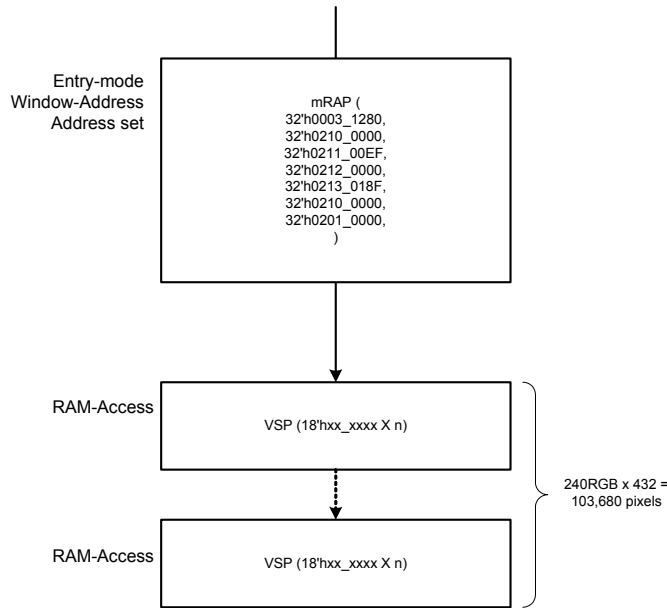 Entry-mode
Window-Address
Address set
mRAP (
32'h0003_1280,
32'h0210_0000,
32'h0211_00EF,
32'h0212_0000,
32'h0213_018F,
32'h0210_0000,
32'h0201_0000,
)
RAM-Access
VSP (18'hxx_xxxx X n)
240RGB x 432 =
103,680 pixels
RAM-Access
VSP (18'hxx_xxxx X n)